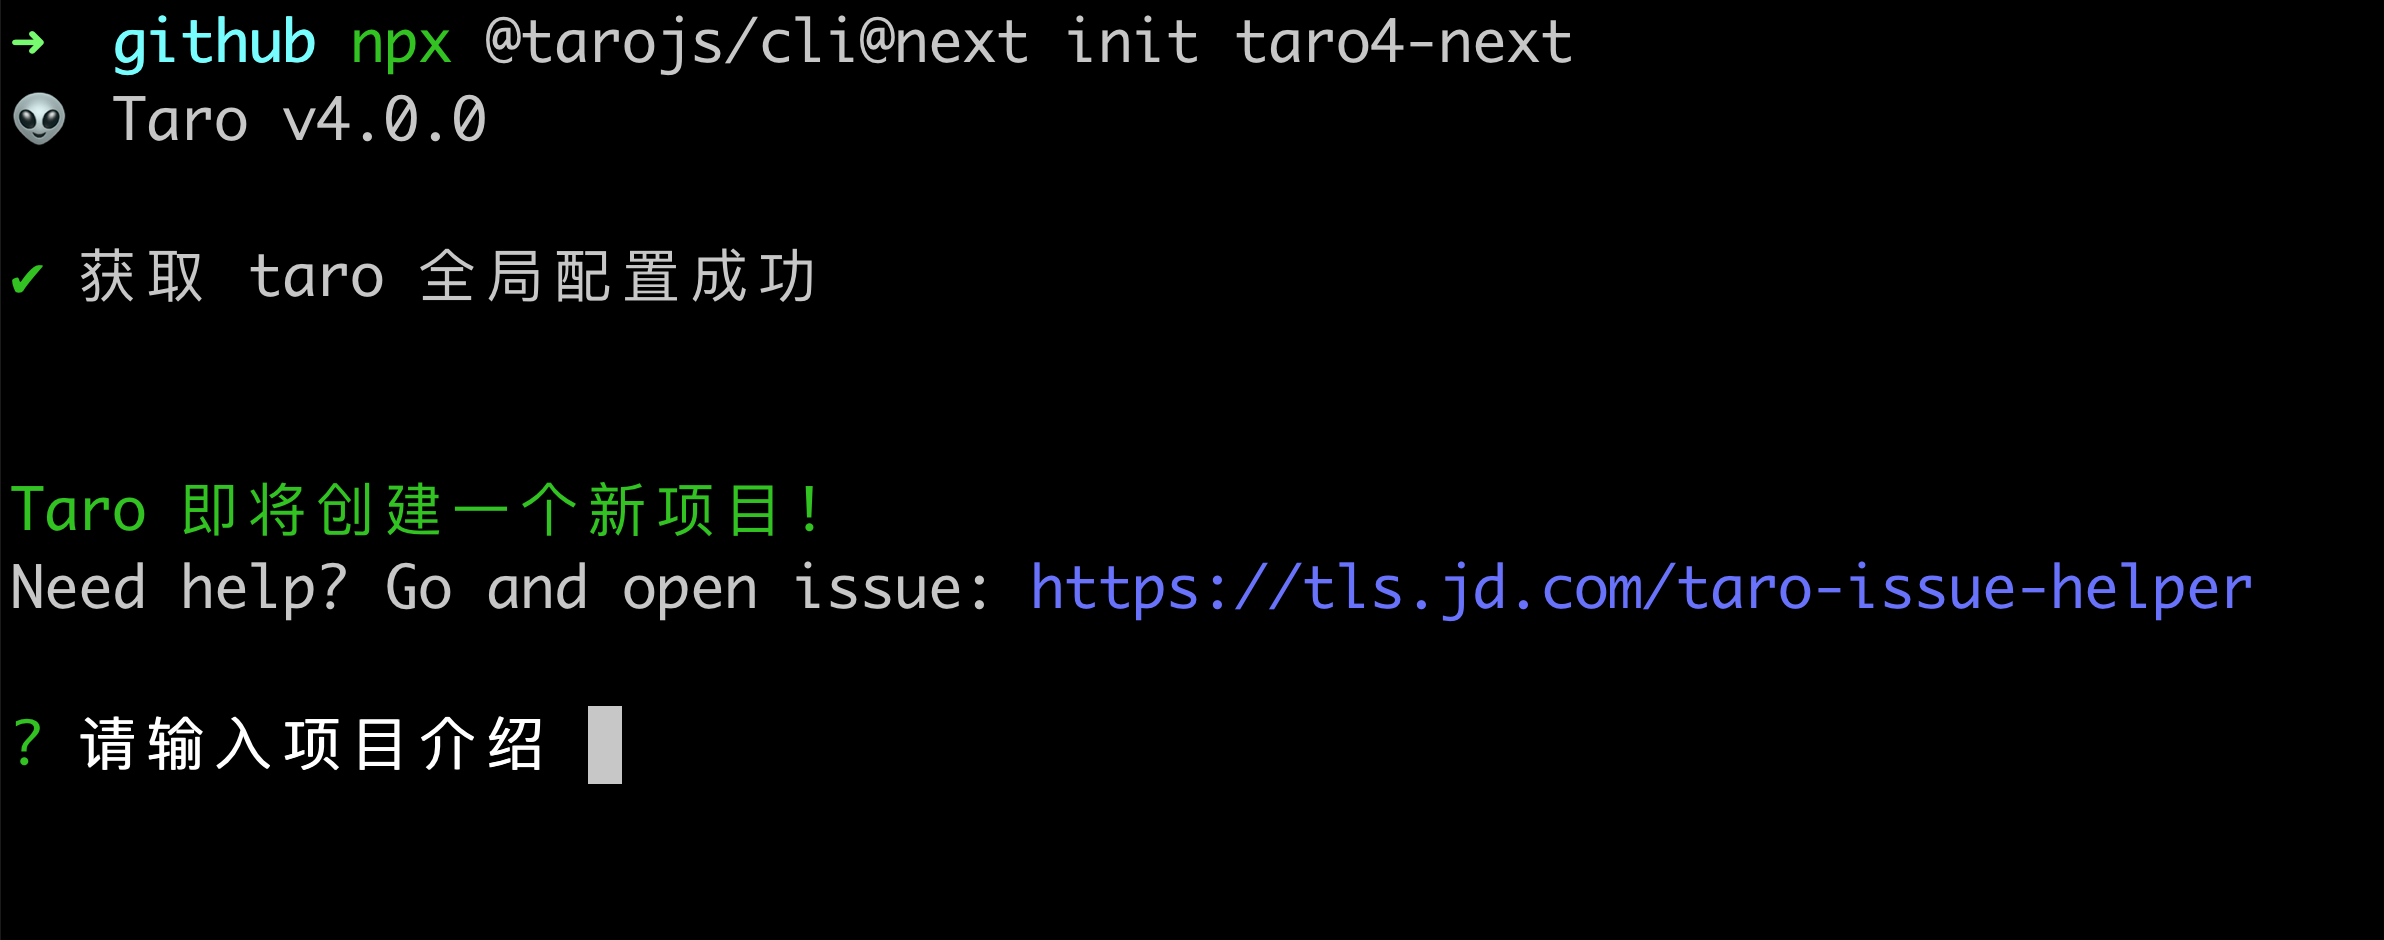 ➜  github npx @tarojs/cli@next init taro4-next
👽 Taro v4.0.0
✔ 获取 taro 全局配置成功
Taro 即将创建一个新项目!
Need help? Go and open issue: https://tls.jd.com/taro-issue-helper
? 请输入项目介绍